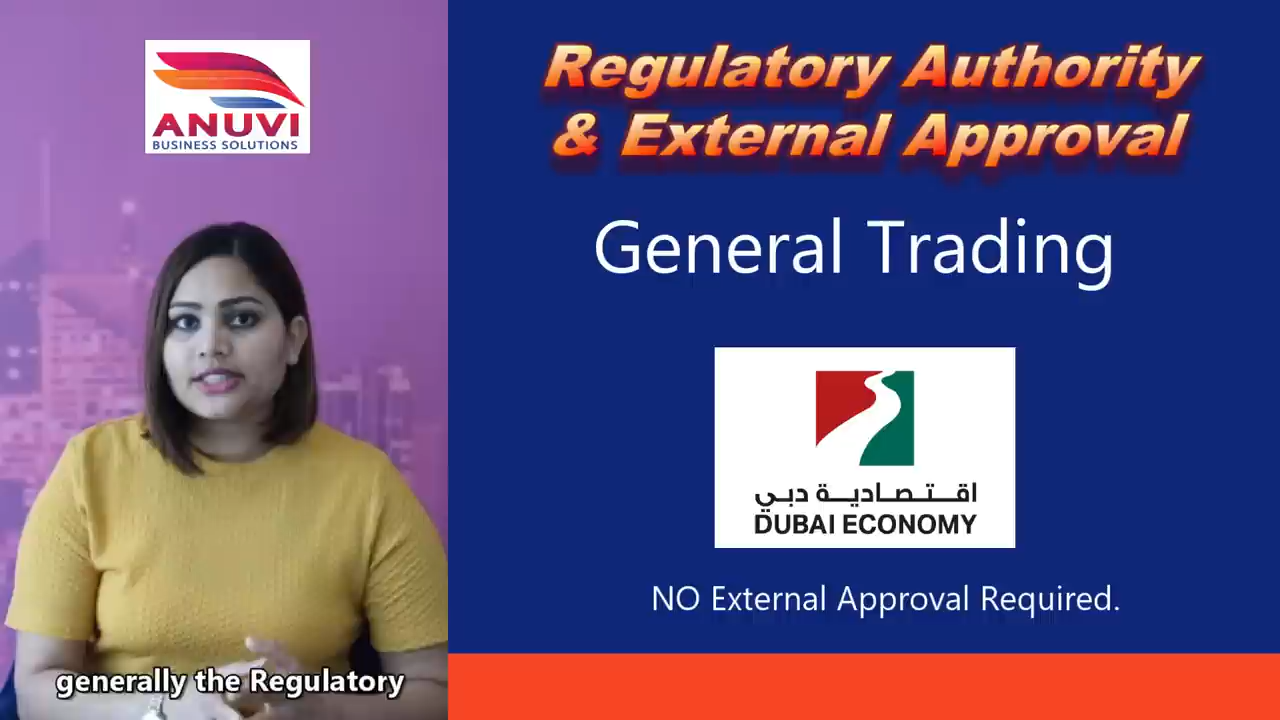 ANUVI
BUSINESS SOLUTIONS
generally the Regulatory
Regulatory Authority
& External Approval
General Trading
اقتصادية دبي
DUBAI ECONOMY
NO External Approval Required.